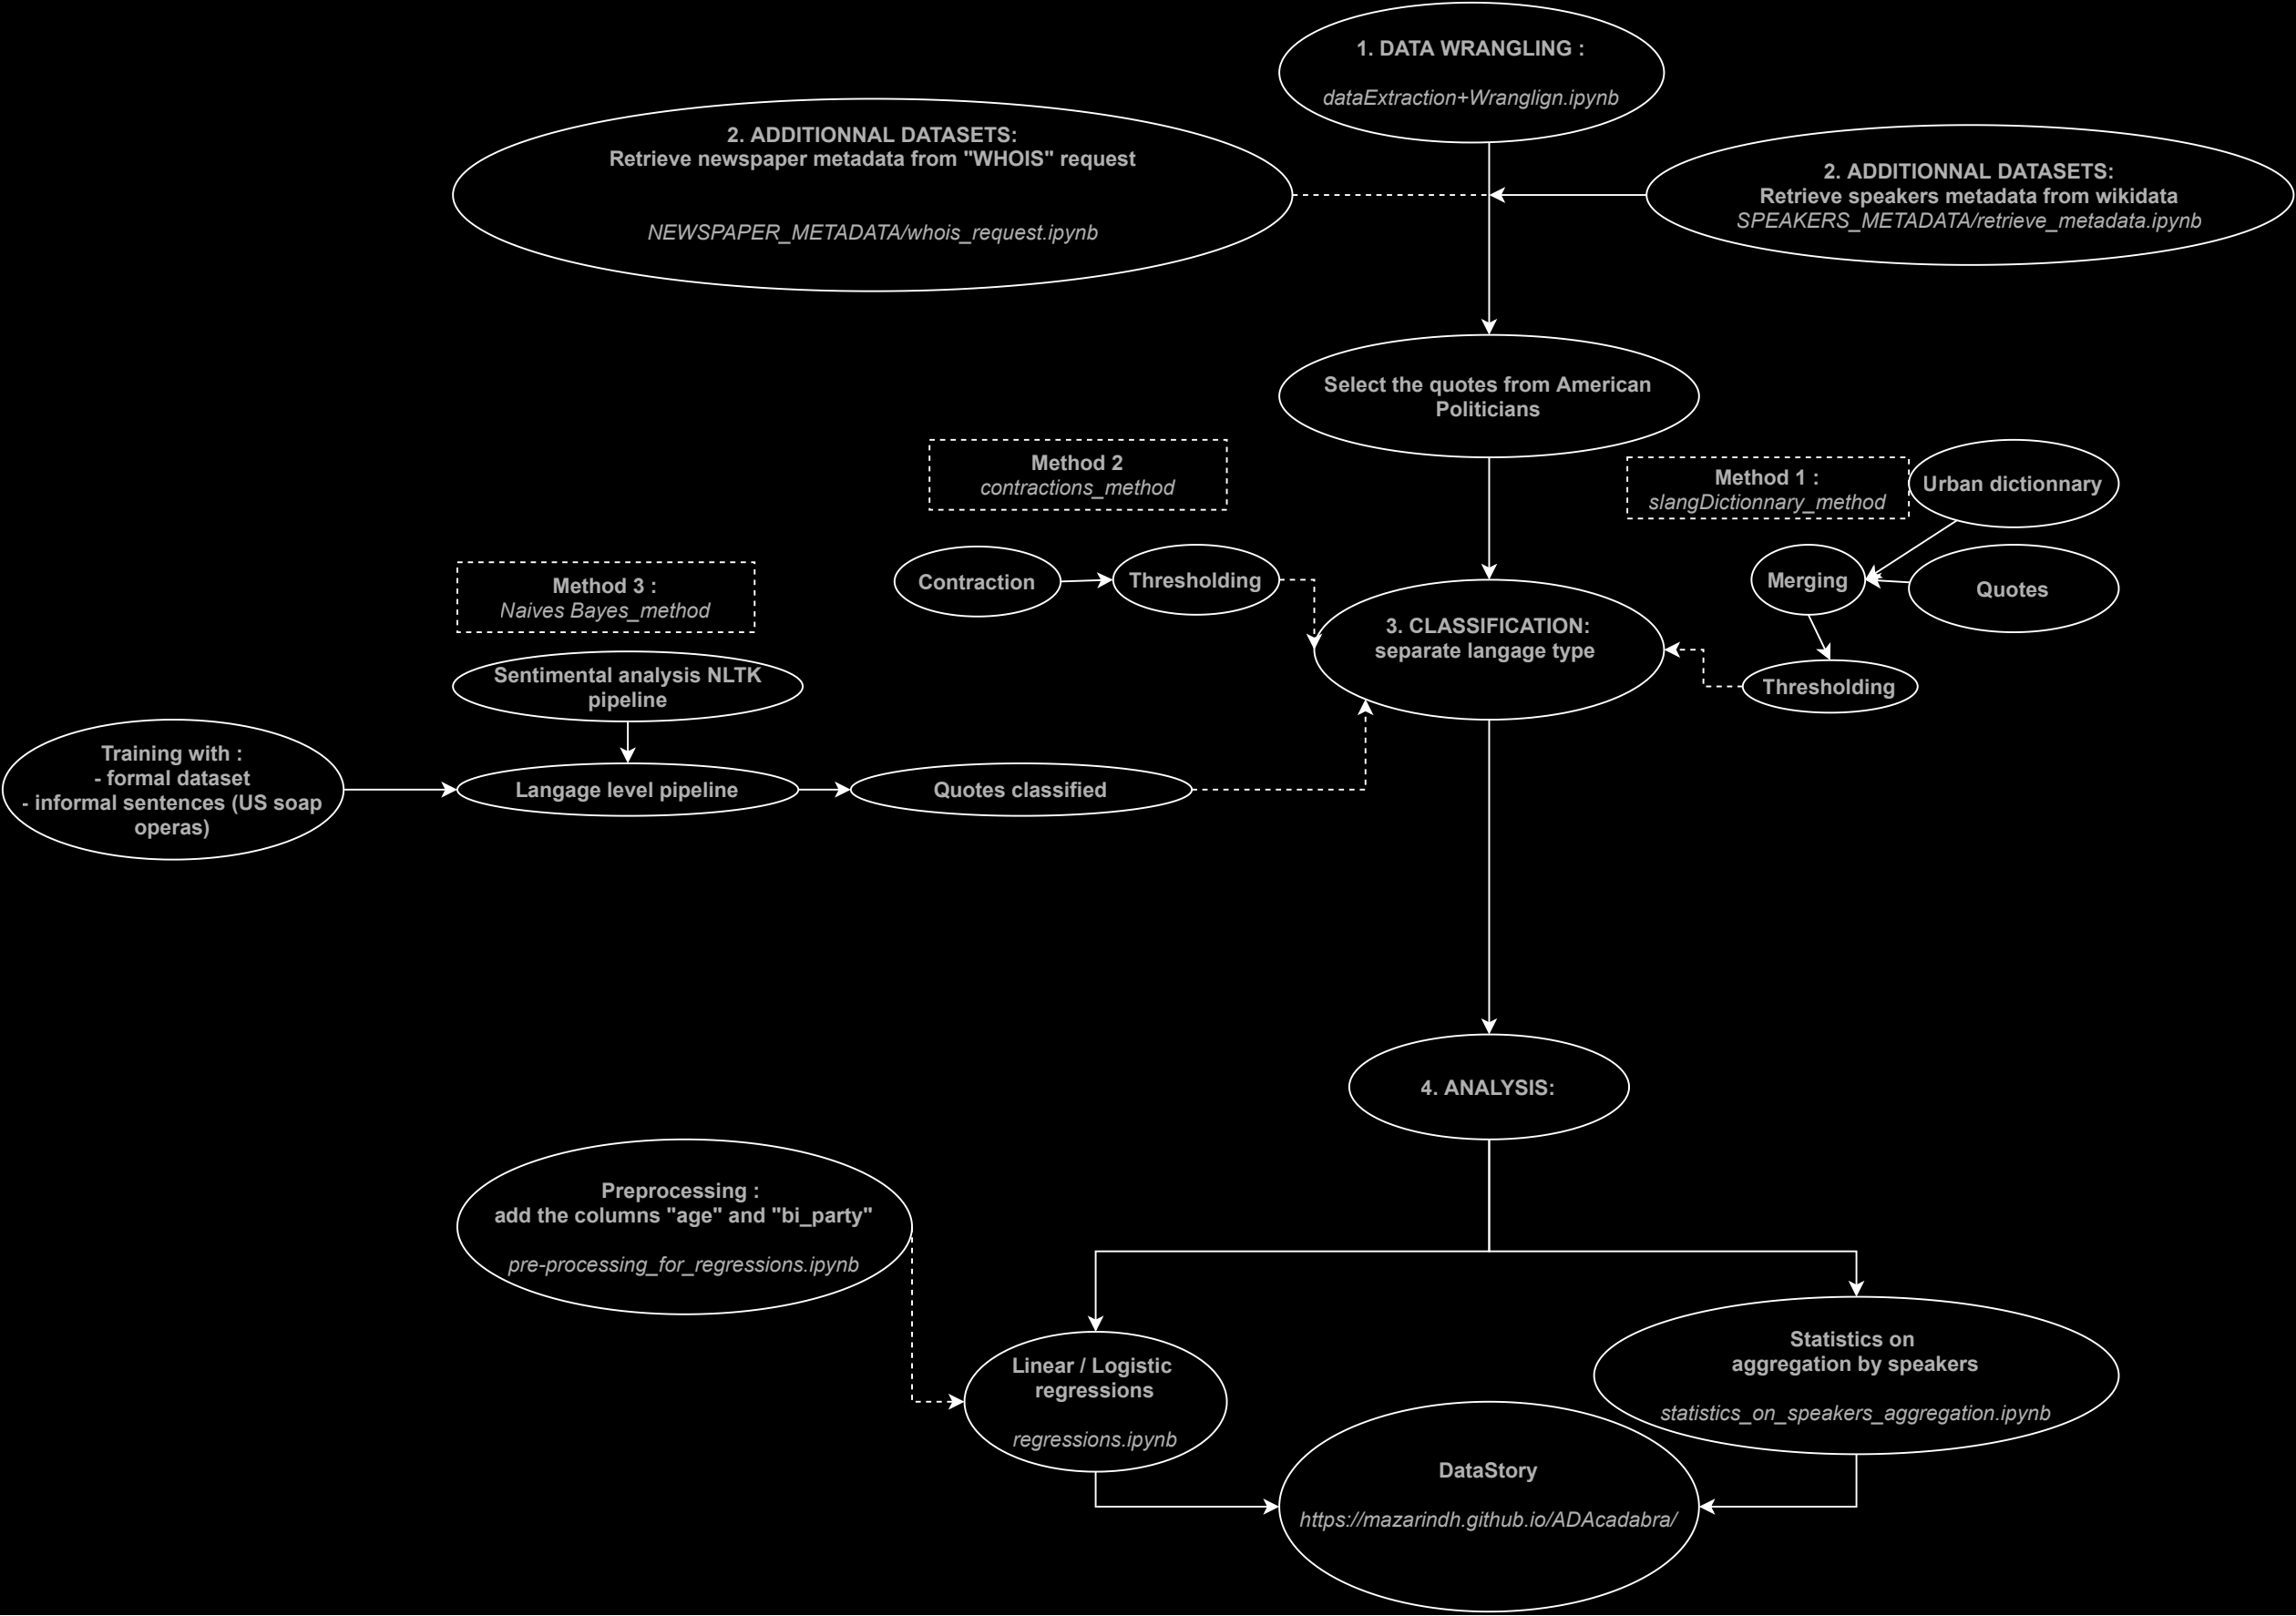 1. DATA WRANGLING :
dataExtraction+Wranglign.ipynb
2. ADDITIONNAL DATASETS:
Retrieve newspaper metadata from "WHOIS" request
NEWSPAPER_METADATA/whois_request.ipynb
2. ADDITIONNAL DATASETS:
Retrieve speakers metadata from wikidata
SPEAKERS_METADATA/retrieve_metadata.ipynb
Select the quotes from American
Politicians
Method 2
contractions_method
Method 1 :
slangDictionnary_method
Urban dictionnary
Method 3 :
Naives Bayes_method
Contraction
Thresholding
Merging
Quotes
3. CLASSIFICATION:
separate langage type
Sentimental analysis NLTK
pipeline
Thresholding
Training with :
- formal dataset
- informal sentences (US soap
operas)
Langage level pipeline
Quotes classified
4. ANALYSIS:
Preprocessing :
add the columns "age" and "bi_party"
pre-processing_for_regressions.ipynb
Linear / Logistic
regressions
regressions.ipynb
Statistics on
aggregation by speakers
statistics_on_speakers_aggregation.ipynb
DataStory
https://mazarindh.github.io/ADAcadabra/